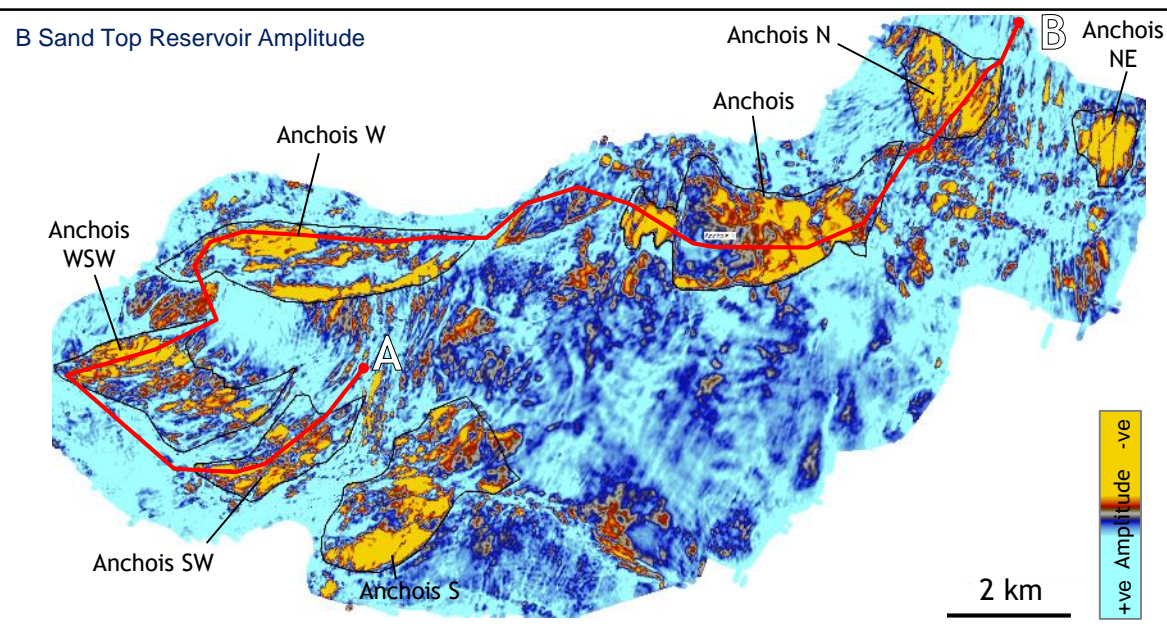 B Sand Top Reservoir Amplitude
Anchois N
B
Anchois
NE
Anchois
Anchois W
Anchois
WSW
A
Anchois SW
Anchois S
2 km
+ve Amplitude -ve